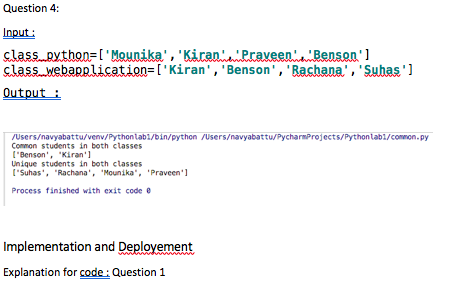 Question 4:
Input :
class_python=['Mounika','Kiran','Praveen','Benson']
class_webapplication=['Kiran','Benson','Rachana','Suhas']
Output :
/Users/navyabattu/venv/Pythonlab1/bin/python /Users/navyabattu/PycharmProjects/Pythonlab1/common.py
Common students in both classes
['Benson', 'Kiran']
Unique students in both classes
['Suhas', 'Rachana', 'Mounika', 'Praveen']
Process finished with exit code 0
Implementation and Deployement
Explanation for code : Question 1